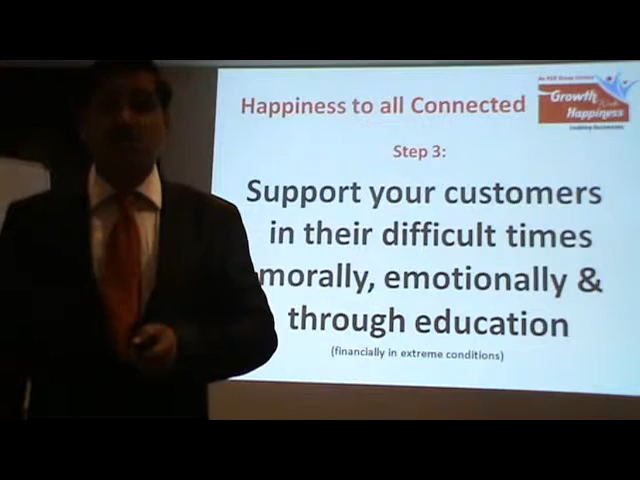 Happiness to all Connected
Growth
Happiness
Step 3:
Support your customers
in their difficult times
morally, emotionally &
through education
(financially in extreme conditions)